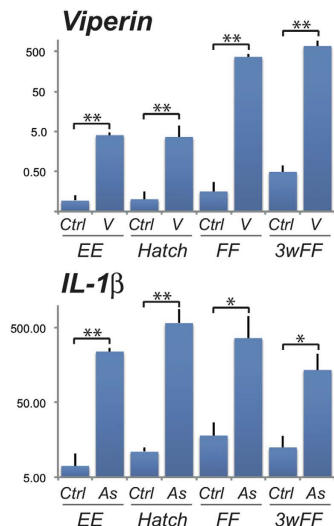 Viperin
500
**
**
**
**
50
5.0
0.50
Ctrl V Ctrl V Ctrl V Ctrl V
EE Hatch FF 3wFF
IL-1β
500.00
**
**
*
*
50.00
5.00
Ctrl As Ctrl As Ctrl As Ctrl As
EE Hatch FF 3wFF